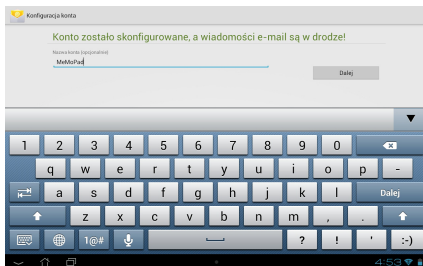 Konfiguracja konta
Konto zostało skonfigurowane, a wiadomości e-mail są w drodze!
Nazwa konta (opcjonalnie)
MeMoPad
Dalej
1 2 3 4 5 6 7 8 9 0
q w e r t y u i o p -
a s d f g h j k l Dalej
z x c v b n m , .
1@# ? ! ' :-)
4:53